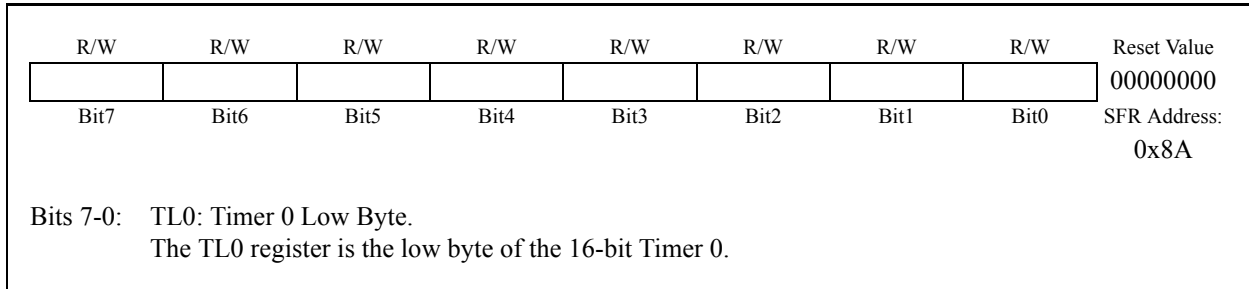 R/W R/W R/W R/W R/W R/W R/W R/W Reset Value
00000000
Bit7 Bit6 Bit5 Bit4 Bit3 Bit2 Bit1 Bit0 SFR Address:
0x8A
Bits 7-0: TL0: Timer 0 Low Byte.
The TL0 register is the low byte of the 16-bit Timer 0.